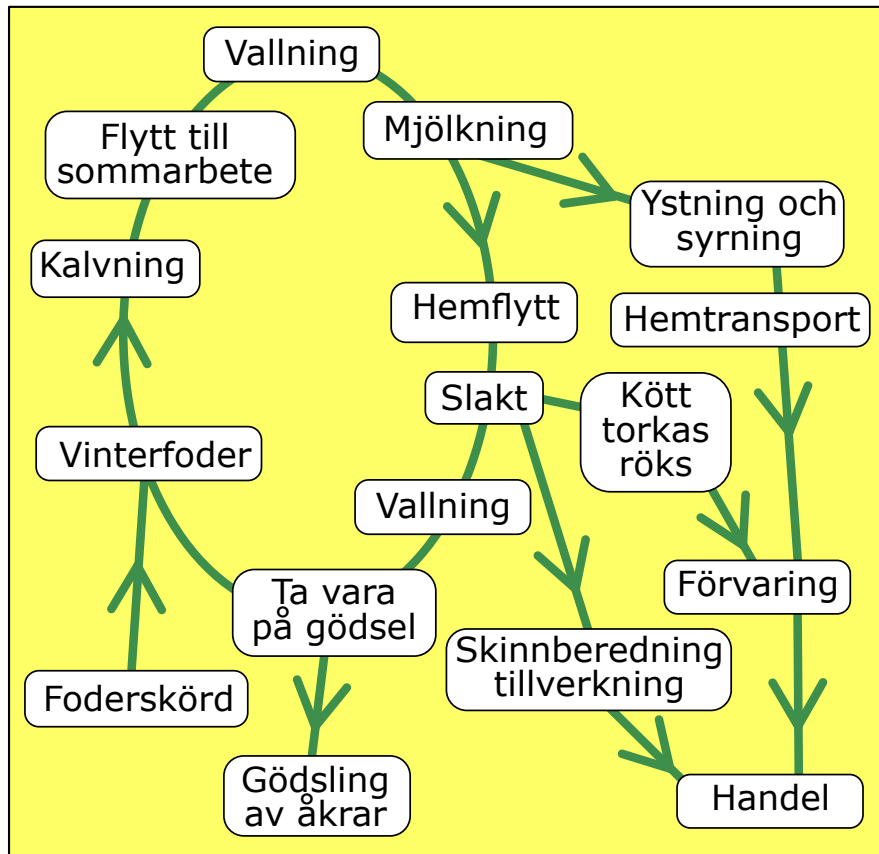 Vallning
Flytt till
sommarbete
Mjölkning
Ystning och
syrning
Kalvning
Hemflytt
Hemtransport
Slakt
Kött
torkas
röks
Vinterfoder
Vallning
Ta vara
på gödsel
Förvaring
Skinnberedning
tillverkning
Foderskörd
Gödsling
av åkrar
Handel